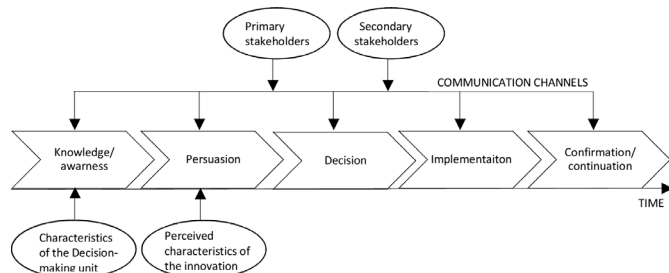 Primary
stakeholders
Secondary
stakeholders
COMMUNICATION CHANNELS
Knowledge/
awarness
Persuasion
Decision
Implementaiton
Confirmation/
continuation
TIME
Characteristics
of the Decision-
making unit
Perceived
characteristics of
the innovation